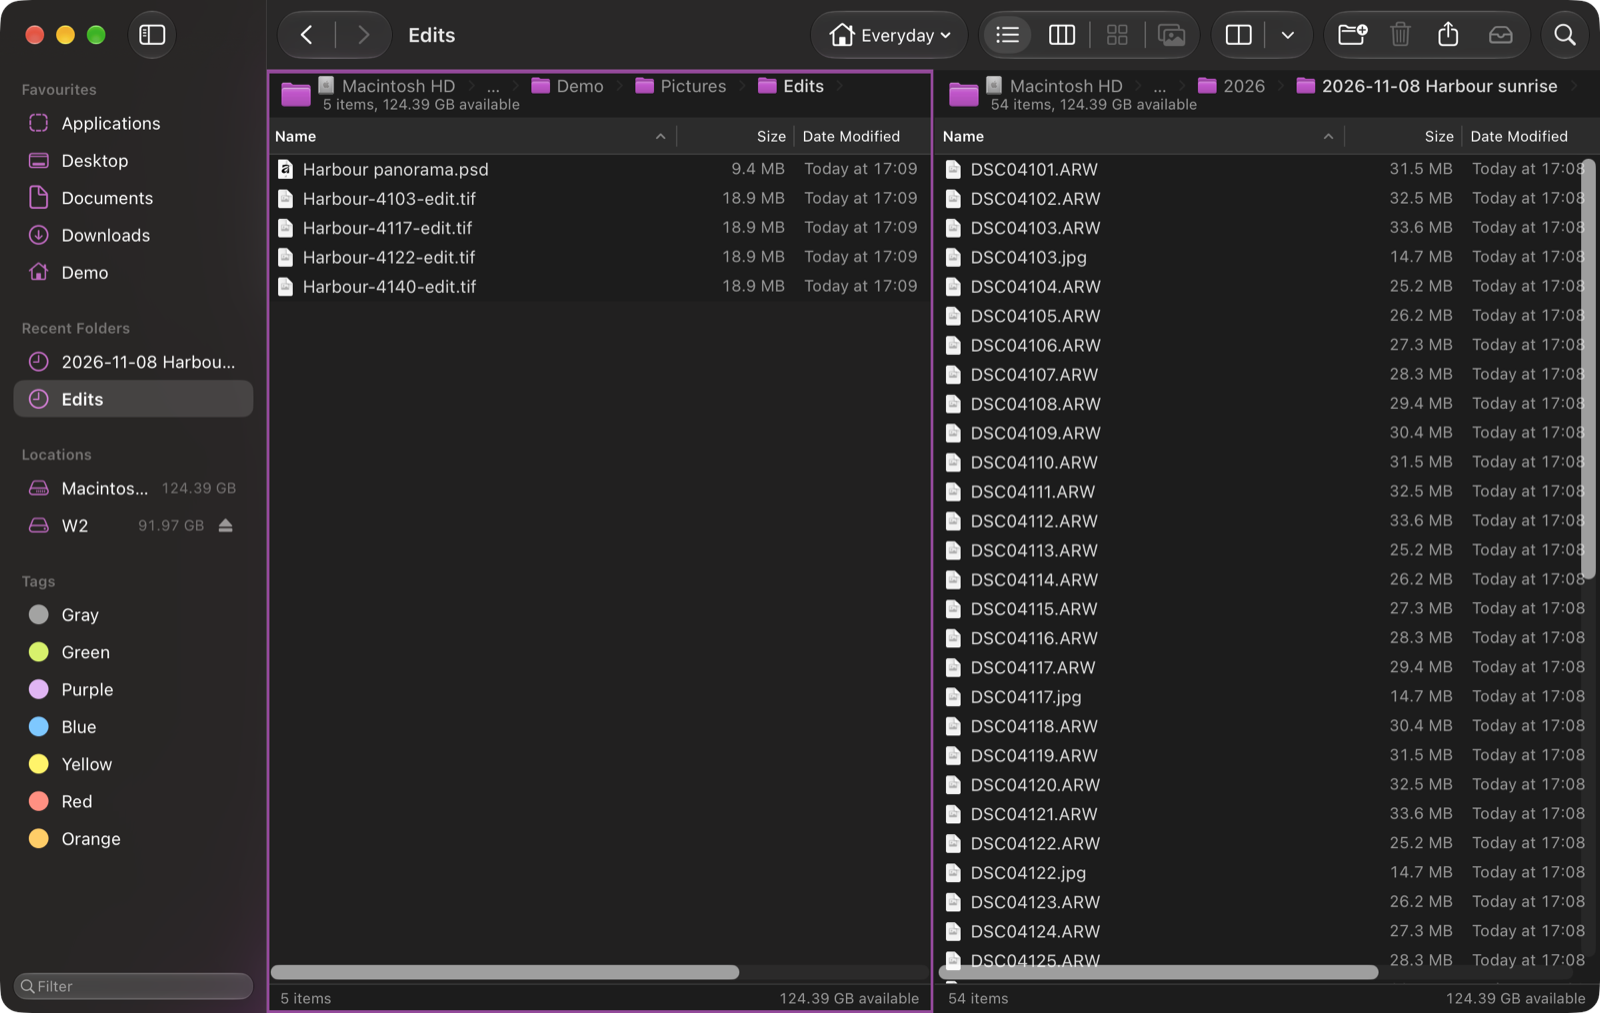 Edits
Everyday
Favourites
Applications
Desktop
Documents
Downloads
Demo
Recent Folders
2026-11-08 Harbou...
Edits
Locations
Macintos... 124.39 GB
W2 91.97 GB
Tags
Gray
Green
Purple
Blue
Yellow
Red
Orange
Filter
Macintosh HD ... Demo Pictures Edits
5 items, 124.39 GB available
Name Size Date Modified
Harbour panorama.psd 9.4 MB Today at 17:09
Harbour-4103-edit.tif 18.9 MB Today at 17:09
Harbour-4117-edit.tif 18.9 MB Today at 17:09
Harbour-4122-edit.tif 18.9 MB Today at 17:09
Harbour-4140-edit.tif 18.9 MB Today at 17:09
5 items 124.39 GB available
Macintosh HD ... 2026 2026-11-08 Harbour sunrise
54 items, 124.39 GB available
Name Size Date Modified
DSC04101.ARW 31.5 MB Today at 17:08
DSC04102.ARW 32.5 MB Today at 17:08
DSC04103.ARW 33.6 MB Today at 17:08
DSC04103.jpg 14.7 MB Today at 17:08
DSC04104.ARW 25.2 MB Today at 17:08
DSC04105.ARW 26.2 MB Today at 17:08
DSC04106.ARW 27.3 MB Today at 17:08
DSC04107.ARW 28.3 MB Today at 17:08
DSC04108.ARW 29.4 MB Today at 17:08
DSC04109.ARW 30.4 MB Today at 17:08
DSC04110.ARW 31.5 MB Today at 17:08
DSC04111.ARW 32.5 MB Today at 17:08
DSC04112.ARW 33.6 MB Today at 17:08
DSC04113.ARW 25.2 MB Today at 17:08
DSC04114.ARW 26.2 MB Today at 17:08
DSC04115.ARW 27.3 MB Today at 17:08
DSC04116.ARW 28.3 MB Today at 17:08
DSC04117.ARW 29.4 MB Today at 17:08
DSC04117.jpg 14.7 MB Today at 17:08
DSC04118.ARW 30.4 MB Today at 17:08
DSC04119.ARW 31.5 MB Today at 17:08
DSC04120.ARW 32.5 MB Today at 17:08
DSC04121.ARW 33.6 MB Today at 17:08
DSC04122.ARW 25.2 MB Today at 17:08
DSC04122.jpg 14.7 MB Today at 17:08
DSC04123.ARW 26.2 MB Today at 17:08
DSC04124.ARW 27.3 MB Today at 17:08
DSC04125.ARW 28.3 MB Today at 17:08
54 items 124.39 GB available